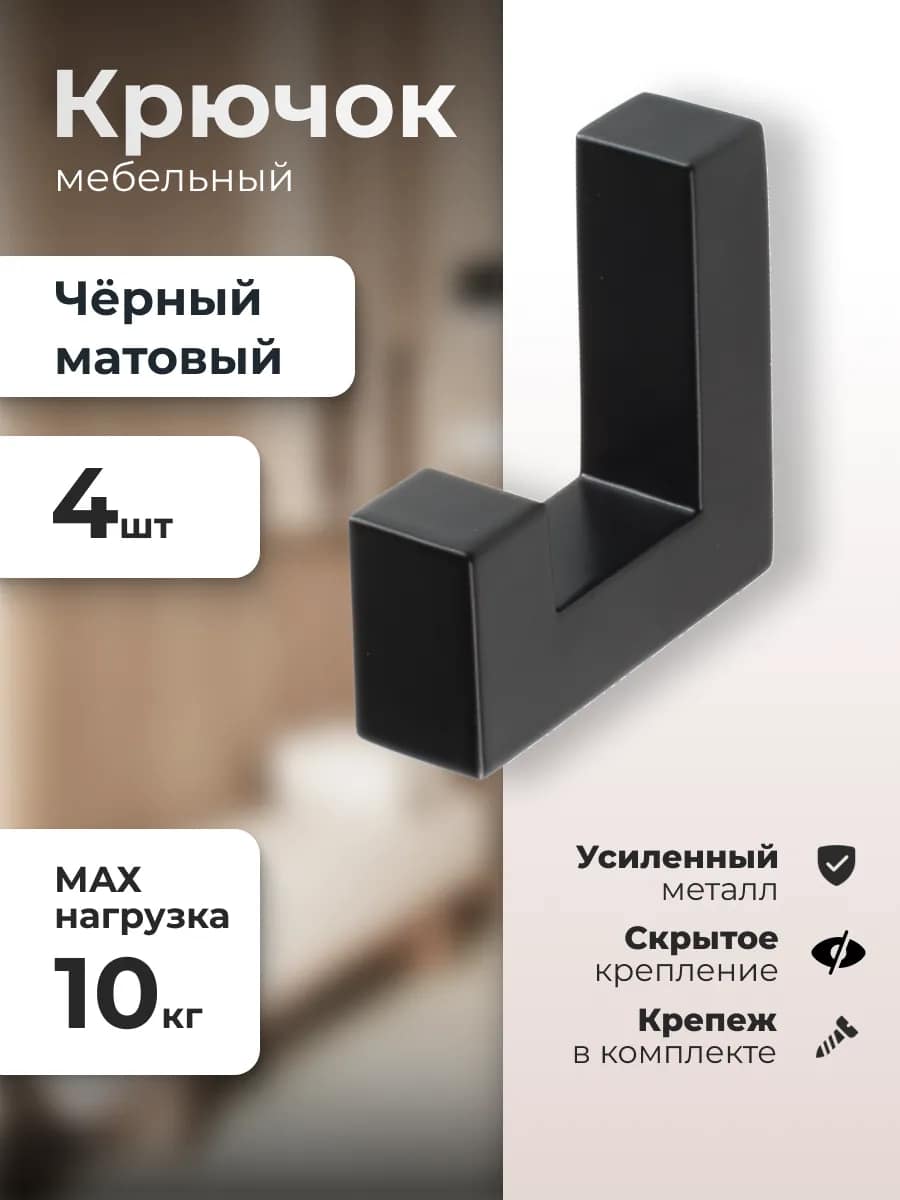 Крючок
мебельный
Чёрный
матовый
4шт
MAX
нагрузка
10кг
Усиленный
металл
Скрытое
крепление
Крепеж
в комплекте